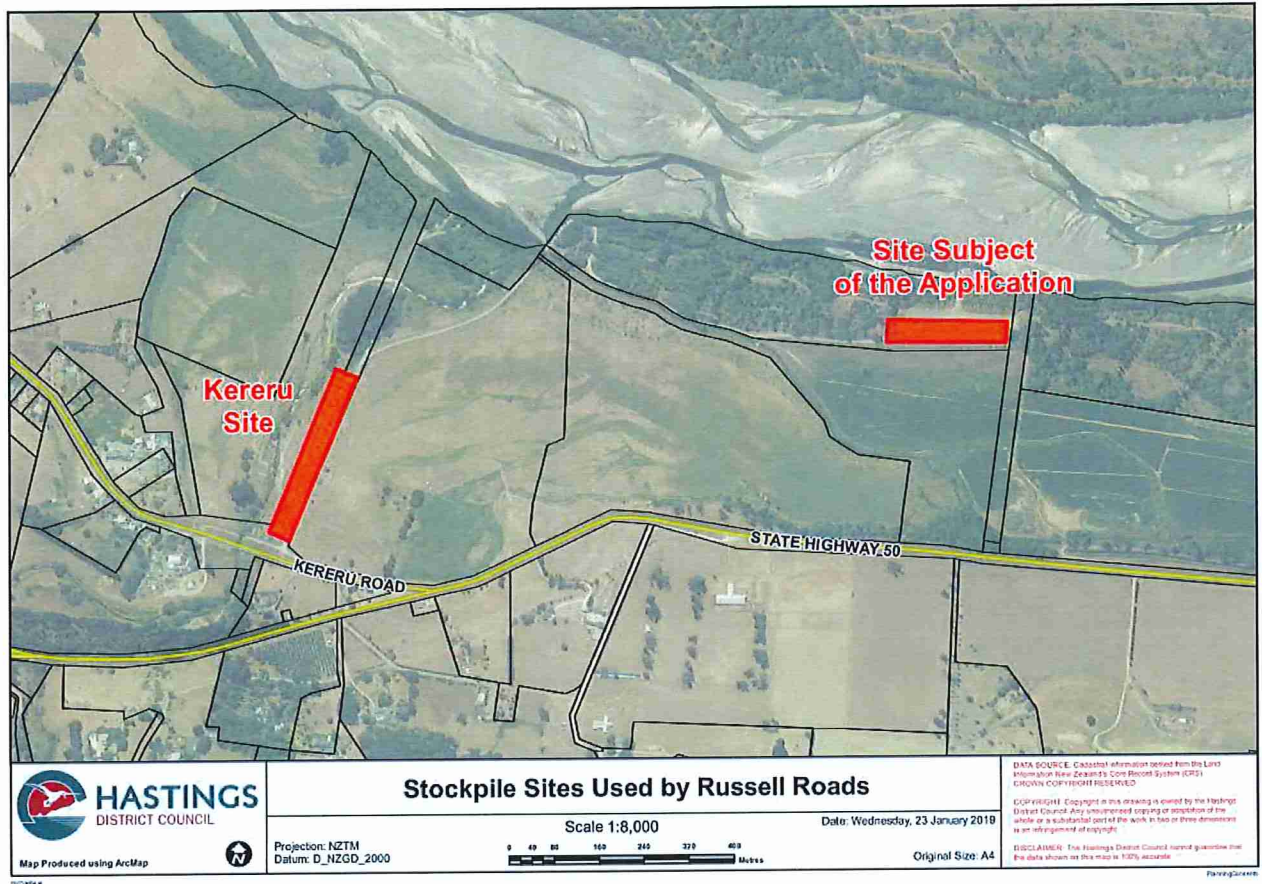 Site Subject
of the Application
Kereru
Site
STATE HIGHWAY 50
KERERU ROAD
HASTINGS
DISTRICT COUNCIL
Map Produced using ArcMap
N
Stockpile Sites Used by Russell Roads
Scale 1:8,000
Date: Wednesday, 23 January 2019
Projection: NZTM
Datum: D_NZGD_2000
0 40 80 160 240 320 400
Metres
Original Size: A4
DATA SOURCE: Cadastral information derived from the Land
Information New Zealand's Core Record System (CRS)
CROWN COPYRIGHT RESERVED
COPYRIGHT: Copyright in this drawing is owned by the Hastings
District Council. Any unauthorised copying or adaptation of the
whole or a substantial part of the work in two or three dimensions
is an infringement of copyright.
DISCLAIMER: The Hastings District Council cannot guarantee that
the data shown on this map is 100% accurate.